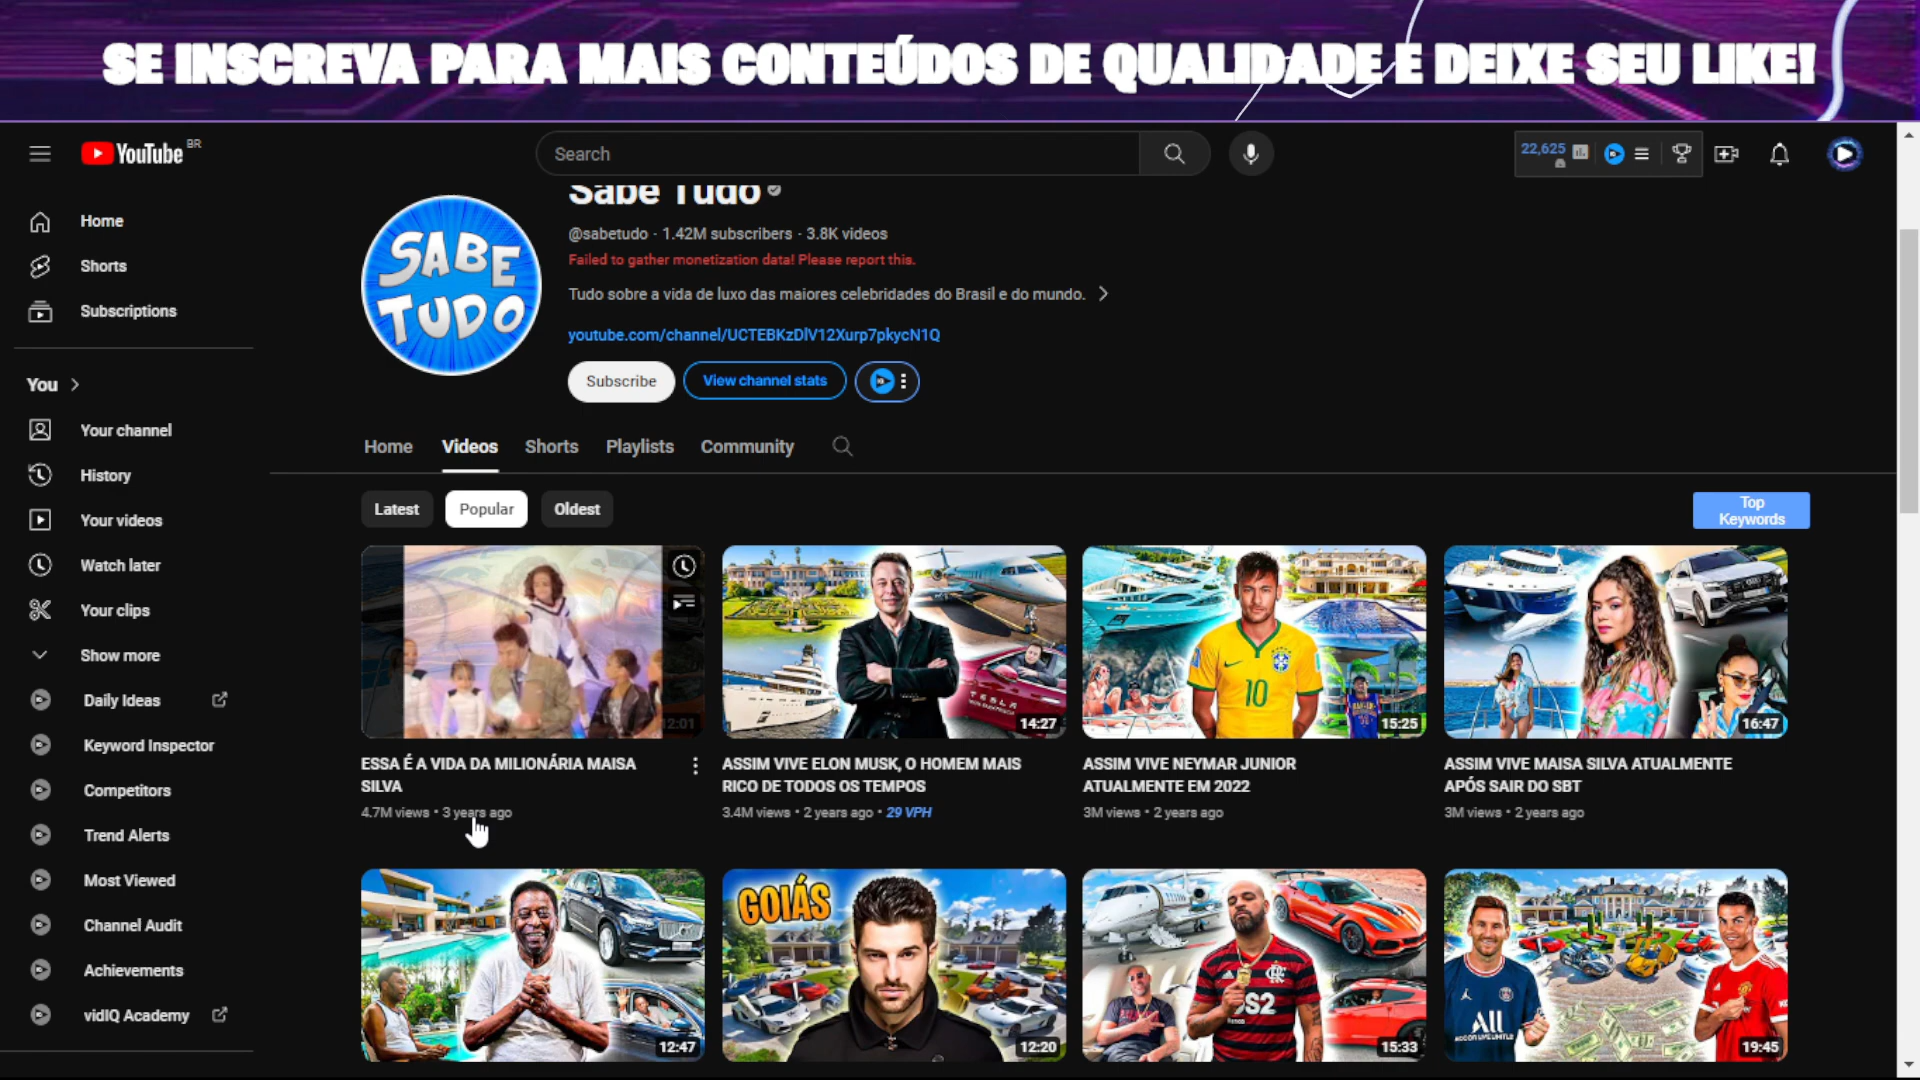 SE INSCREVA PARA MAIS CONTEÚDOS DE QUALIDADE E DEIXE SEU LIKE!
YouTube BR
Search
22,625
Home
Shorts
Subscriptions
You
Your channel
History
Your videos
Watch later
Your clips
Show more
Daily Ideas
Keyword Inspector
Competitors
Trend Alerts
Most Viewed
Channel Audit
Achievements
vidIQ Academy
SABE
TUDO
Sabe Tudo
@sabetudo · 1.42M subscribers · 3.8K videos
Failed to gather monetization data! Please report this.
Tudo sobre a vida de luxo das maiores celebridades do Brasil e do mundo.
youtube.com/channel/UCTEBKzDlV12Xurp7pkycN1Q
Subscribe
View channel stats
Home
Videos
Shorts
Playlists
Community
Latest
Popular
Oldest
Top
Keywords
12:01
TESLA
14:27
10
15:25
16:47
ESSA É A VIDA DA MILIONÁRIA MAISA
SILVA
4.7M views • 3 years ago
ASSIM VIVE ELON MUSK, O HOMEM MAIS
RICO DE TODOS OS TEMPOS
3.4M views • 2 years ago • 29 VPH
ASSIM VIVE NEYMAR JUNIOR
ATUALMENTE EM 2022
3M views • 2 years ago
ASSIM VIVE MAISA SILVA ATUALMENTE
APÓS SAIR DO SBT
3M views • 2 years ago
12:47
GOIÁS
12:20
S2
15:33
ALL
19:45